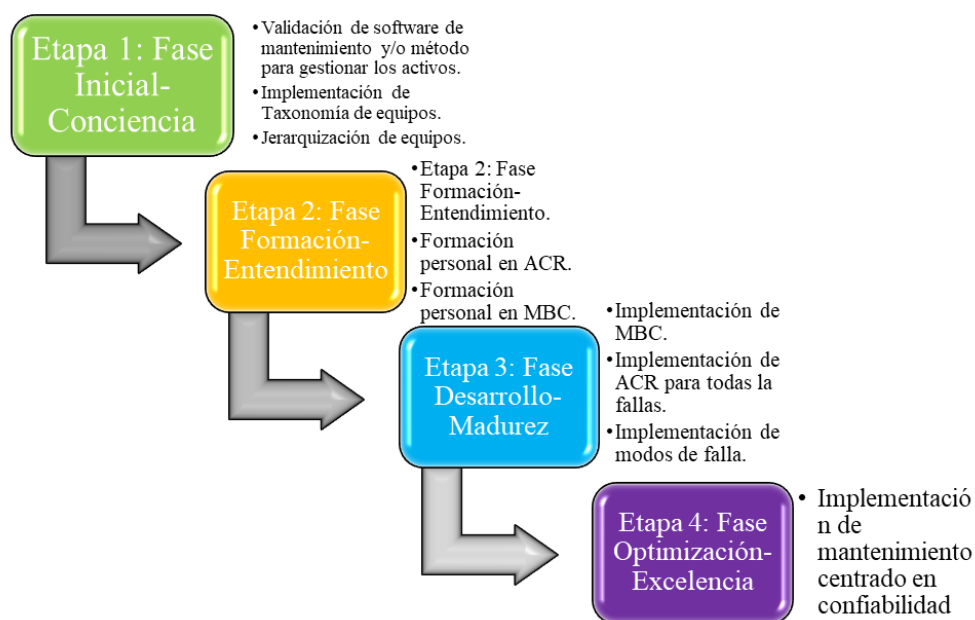 Etapa 1: Fase
Inicial-
Conciencia
•Validación de software de
mantenimiento y/o método
para gestionar los activos.
•Implementación de
Taxonomía de equipos.
•Jerarquización de equipos.
Etapa 2: Fase
Formación-
Entendimiento
•Etapa 2: Fase
Formación-
Entendimiento.
•Formación
personal en ACR.
•Formación
personal en MBC.
Etapa 3: Fase
Desarrollo-
Madurez
•Implementación de
MBC.
•Implementación de
ACR para todas la
fallas.
•Implementación de
modos de falla.
Etapa 4: Fase
Optimización-
Excelencia
• Implementació
n de
mantenimiento
centrado en
confiabilidad